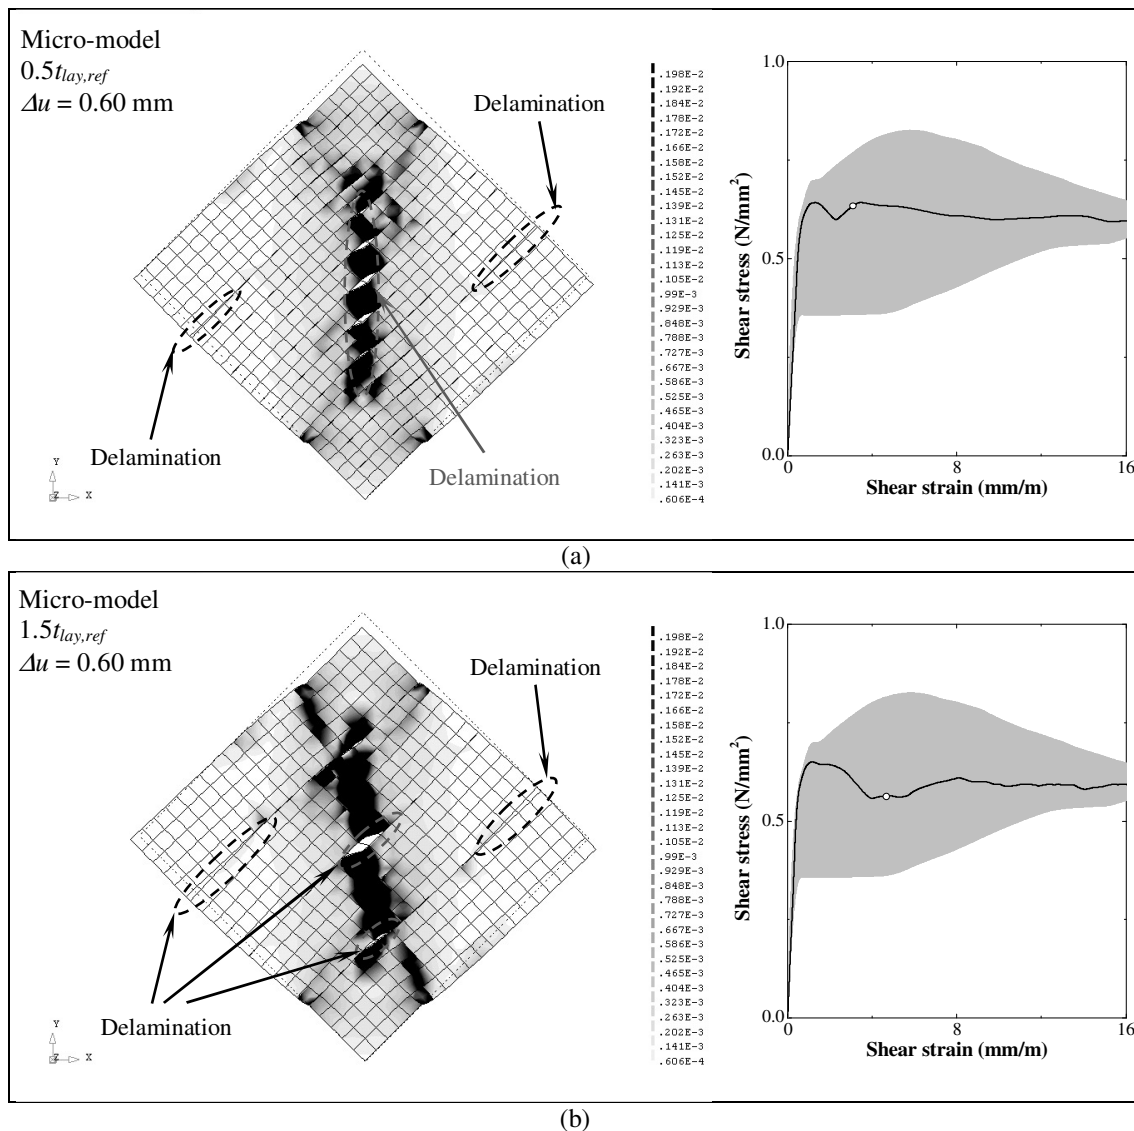 Micro-model
0.5tlay,ref
Δu = 0.60 mm
Delamination
Delamination
Delamination
Y
Z
X
.198E-2
.192E-2
.184E-2
.178E-2
.172E-2
.166E-2
.158E-2
.152E-2
.145E-2
.139E-2
.131E-2
.125E-2
.119E-2
.113E-2
.105E-2
.99E-3
.929E-3
.848E-3
.788E-3
.727E-3
.667E-3
.586E-3
.525E-3
.465E-3
.404E-3
.323E-3
.263E-3
.202E-3
.141E-3
.606E-4
1.0
0.5
0.0
Shear stress (N/mm²)
0
8
16
Shear strain (mm/m)
(a)
Micro-model
1.5tlay,ref
Δu = 0.60 mm
Delamination
Delamination
Y
Z
X
.198E-2
.192E-2
.184E-2
.178E-2
.172E-2
.166E-2
.158E-2
.152E-2
.145E-2
.139E-2
.131E-2
.125E-2
.119E-2
.113E-2
.105E-2
.99E-3
.929E-3
.848E-3
.788E-3
.727E-3
.667E-3
.586E-3
.525E-3
.465E-3
.404E-3
.323E-3
.263E-3
.202E-3
.141E-3
.606E-4
1.0
0.5
0.0
Shear stress (N/mm²)
0
8
16
Shear strain (mm/m)
(b)